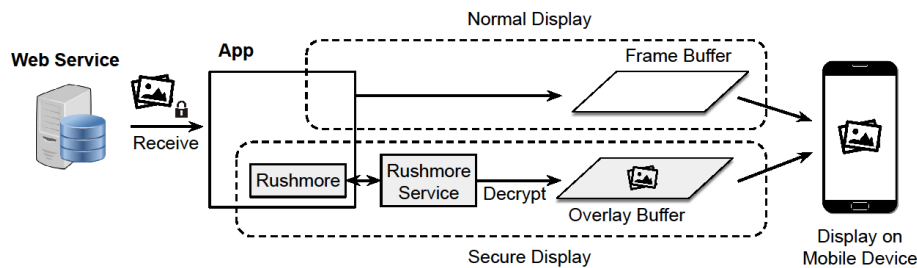 Normal Display
Web Service
App
Frame Buffer
Receive
Rushmore
Rushmore
Service
Decrypt
Overlay Buffer
Secure Display
Display on
Mobile Device